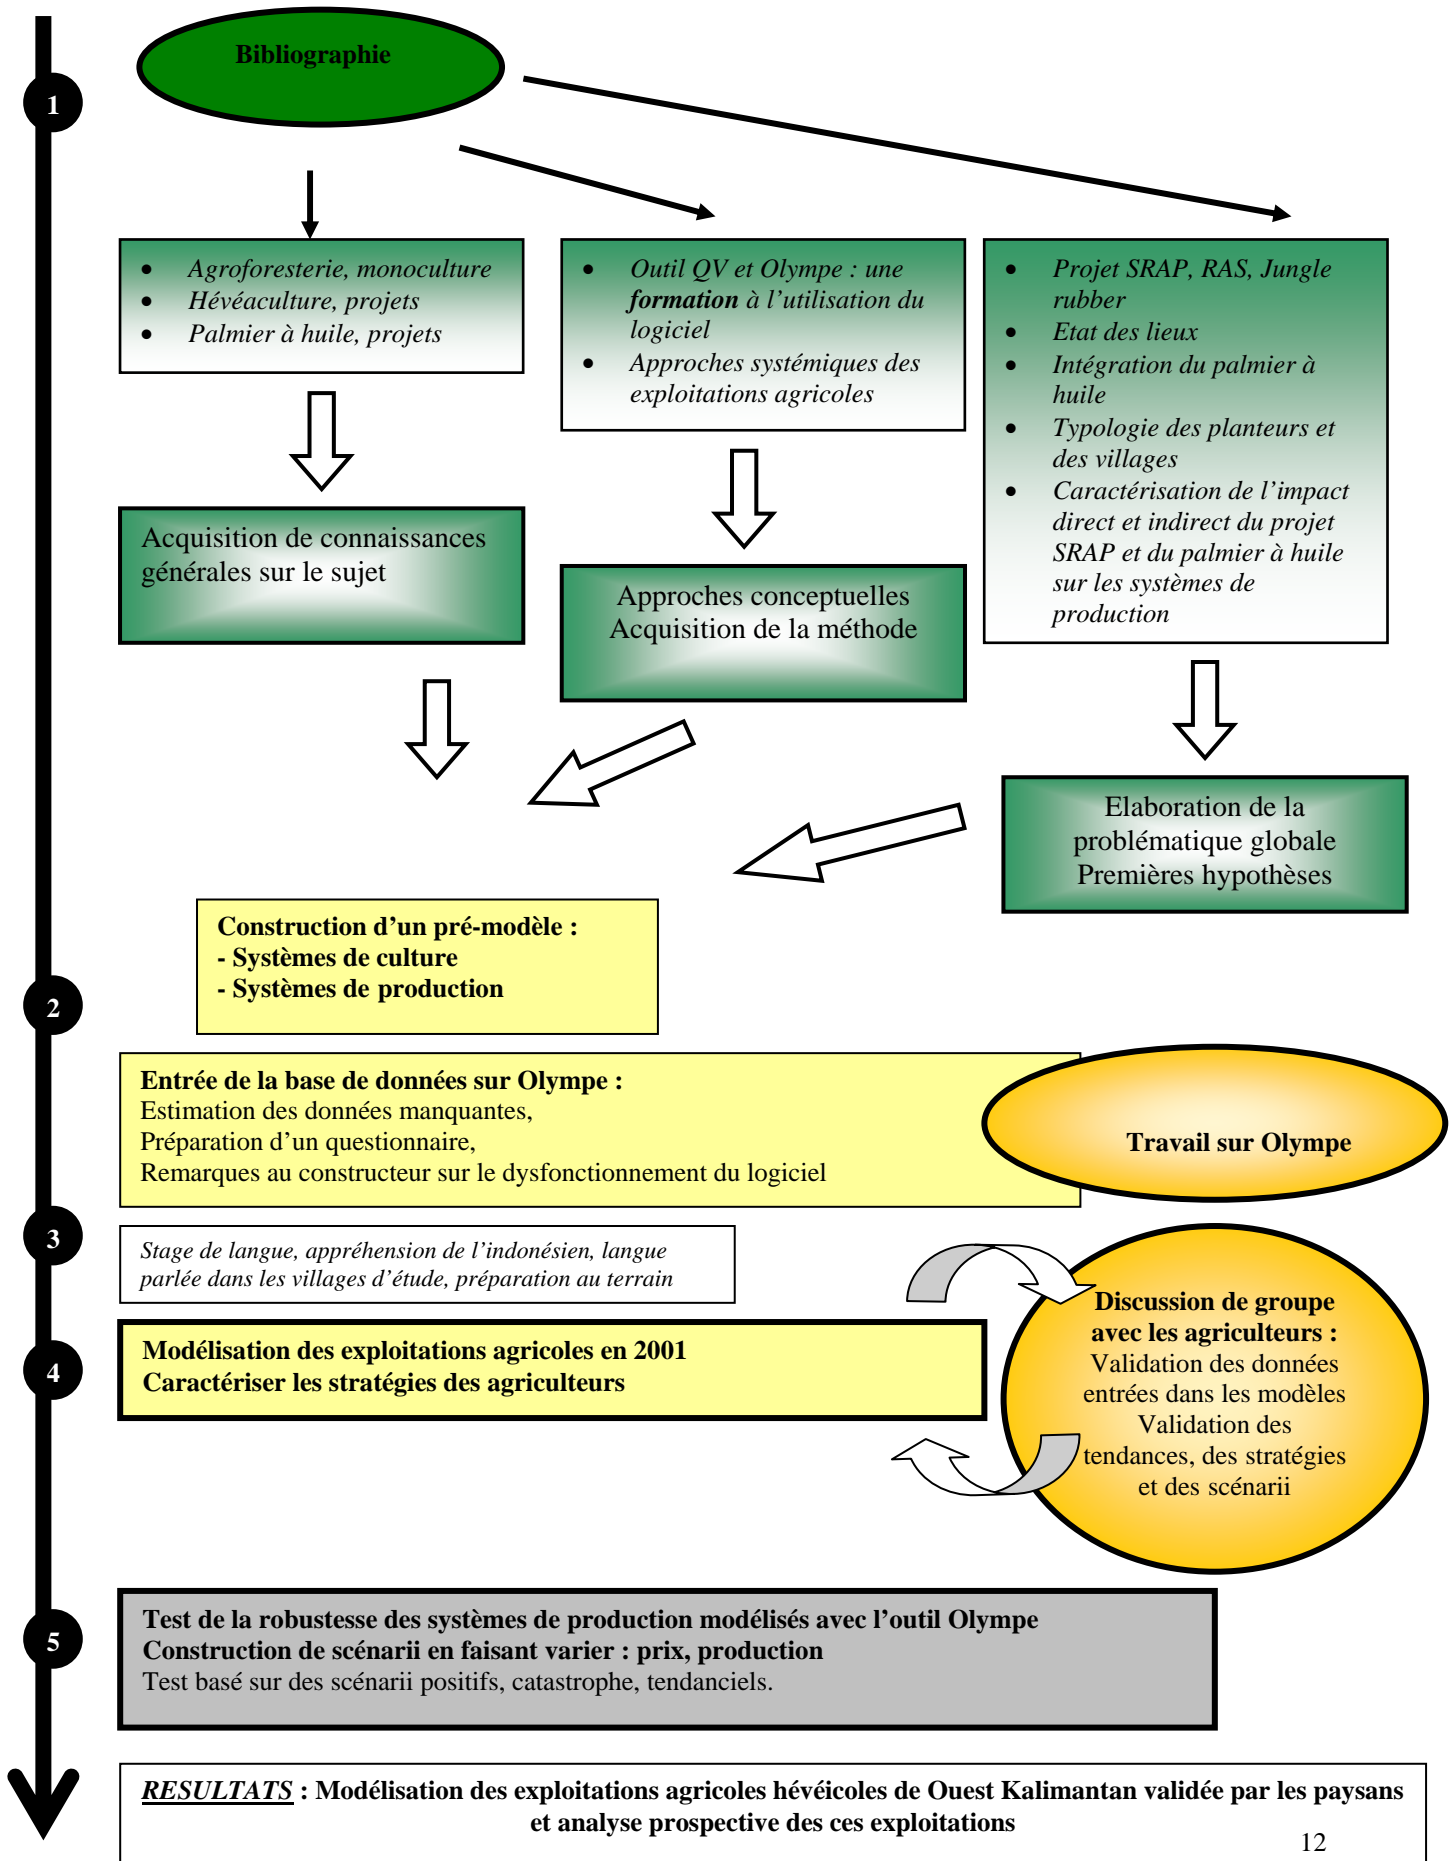 Bibliographie
1
• Agroforesterie, monoculture
• Hévéaculture, projets
• Palmier à huile, projets
• Outil QV et Olympe : une
formation à l’utilisation du
logiciel
• Approches systémiques des
exploitations agricoles
• Projet SRAP, RAS, Jungle
rubber
• Etat des lieux
• Intégration du palmier à
huile
• Typologie des planteurs et
des villages
• Caractérisation de l’impact
direct et indirect du projet
SRAP et du palmier à huile
sur les systèmes de
production
Acquisition de connaissances
générales sur le sujet
Approches conceptuelles
Acquisition de la méthode
Elaboration de la
problématique globale
Premières hypothèses
Construction d’un pré-modèle :
- Systèmes de culture
- Systèmes de production
2
Entrée de la base de données sur Olympe :
Estimation des données manquantes,
Préparation d’un questionnaire,
Remarques au constructeur sur le dysfonctionnement du logiciel
Travail sur Olympe
3
Stage de langue, appréhension de l’indonésien, langue
parlée dans les villages d’étude, préparation au terrain
4
Modélisation des exploitations agricoles en 2001
Caractériser les stratégies des agriculteurs
Discussion de groupe
avec les agriculteurs :
Validation des données
entrées dans les modèles
Validation des
tendances, des stratégies
et des scénarii
5
Test de la robustesse des systèmes de production modélisés avec l’outil Olympe
Construction de scénarii en faisant varier : prix, production
Test basé sur des scénarii positifs, catastrophe, tendanciels.
RESULTATS : Modélisation des exploitations agricoles hévéicoles de Ouest Kalimantan validée par les paysans
et analyse prospective des ces exploitations
12